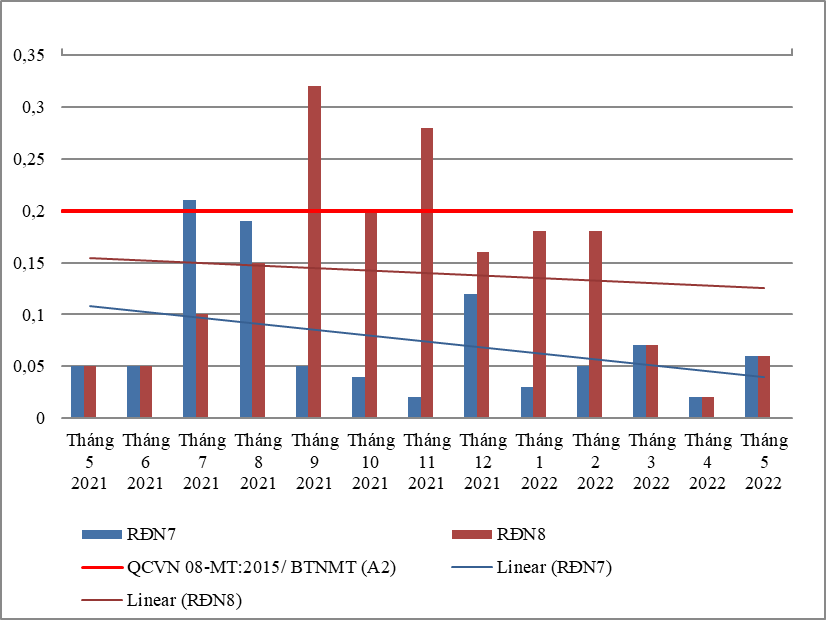 0,35
0,3
0,25
0,2
0,15
0,1
0,05
0
Tháng 5 2021
Tháng 6 2021
Tháng 7 2021
Tháng 8 2021
Tháng 9 2021
Tháng 10 2021
Tháng 11 2021
Tháng 12 2021
Tháng 1 2022
Tháng 2 2022
Tháng 3 2022
Tháng 4 2022
Tháng 5 2022
RĐN7
RĐN8
QCVN 08-MT:2015/ BTNMT (A2)
Linear (RĐN7)
Linear (RĐN8)